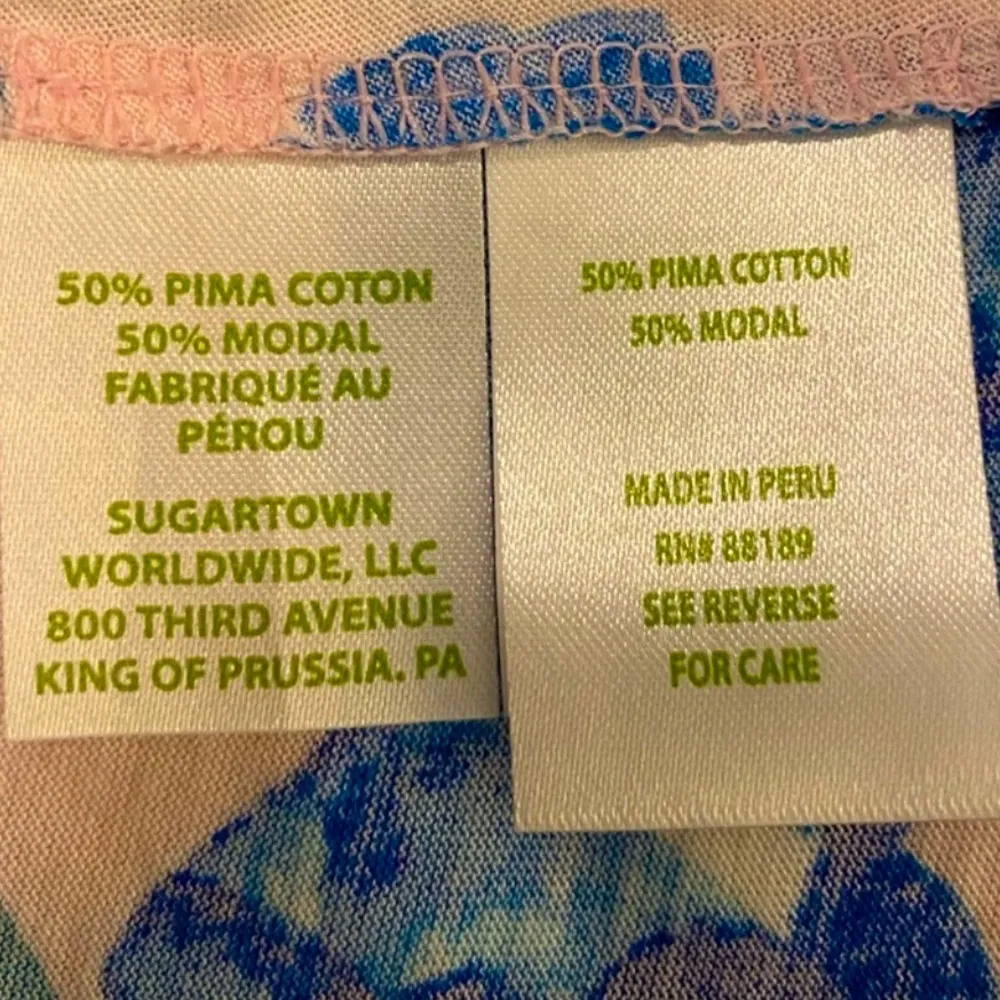 50% PIMA COTON
50% MODAL
FABRIQUÉ AU
PÉROU
SUGARTOWN
WORLDWIDE, LLC
800 THIRD AVENUE
KING OF PRUSSIA. PA
50% PIMA COTTON
50% MODAL
MADE IN PERU
RN# 88189
SEE REVERSE
FOR CARE